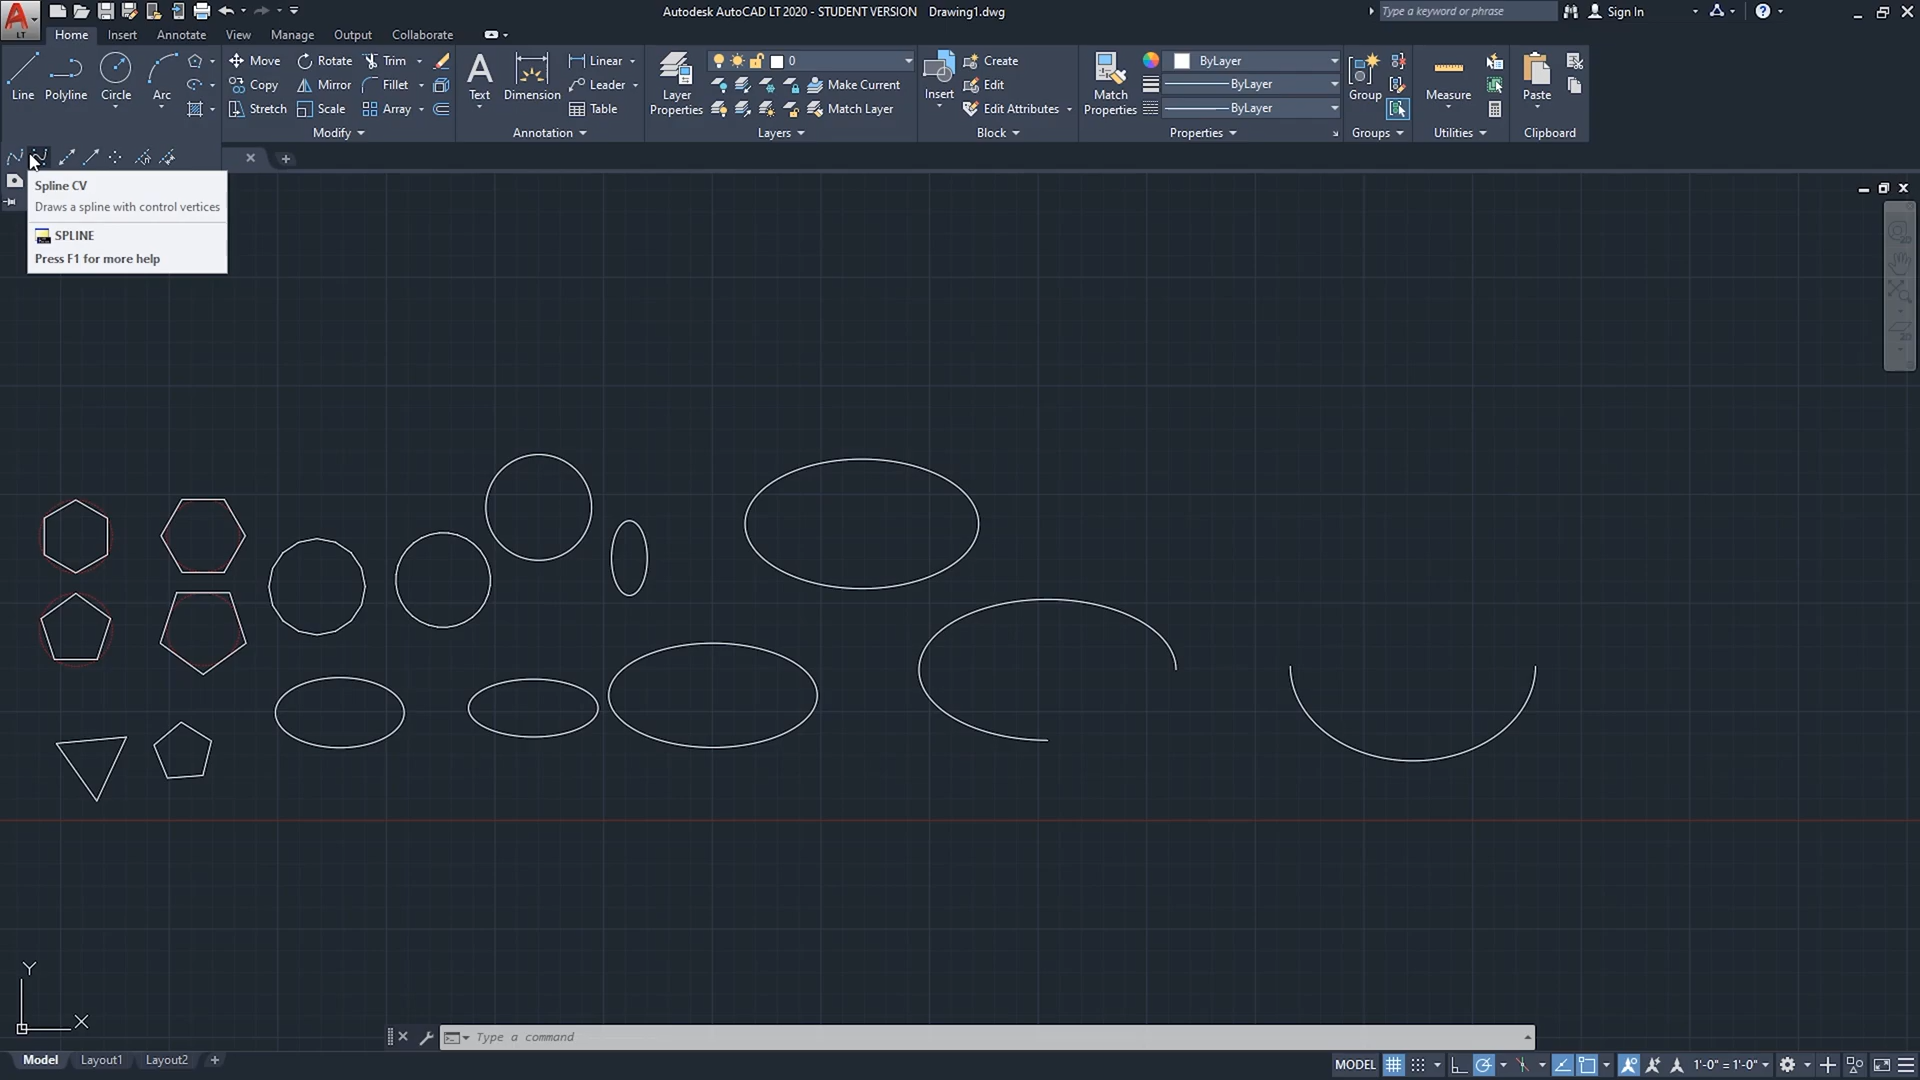 Autodesk AutoCAD LT 2020 - STUDENT VERSION Drawing1.dwg
Type a keyword or phrase
Sign In
LT
Home Insert Annotate View Manage Output Collaborate
Line Polyline Circle Arc
Move Rotate Trim
Copy Mirror Fillet
Stretch Scale Array
Modify
Text Dimension
Linear
Leader
Table
Annotation
Layer Properties
0
Make Current
Match Layer
Layers
Insert
Create
Edit
Edit Attributes
Block
Match Properties
ByLayer
ByLayer
ByLayer
Properties
Group
Groups
Measure
Utilities
Paste
Clipboard
Spline CV
Draws a spline with control vertices
SPLINE
Press F1 for more help
Y
X
Type a command
Model Layout1 Layout2
MODEL 1'-0" = 1'-0"